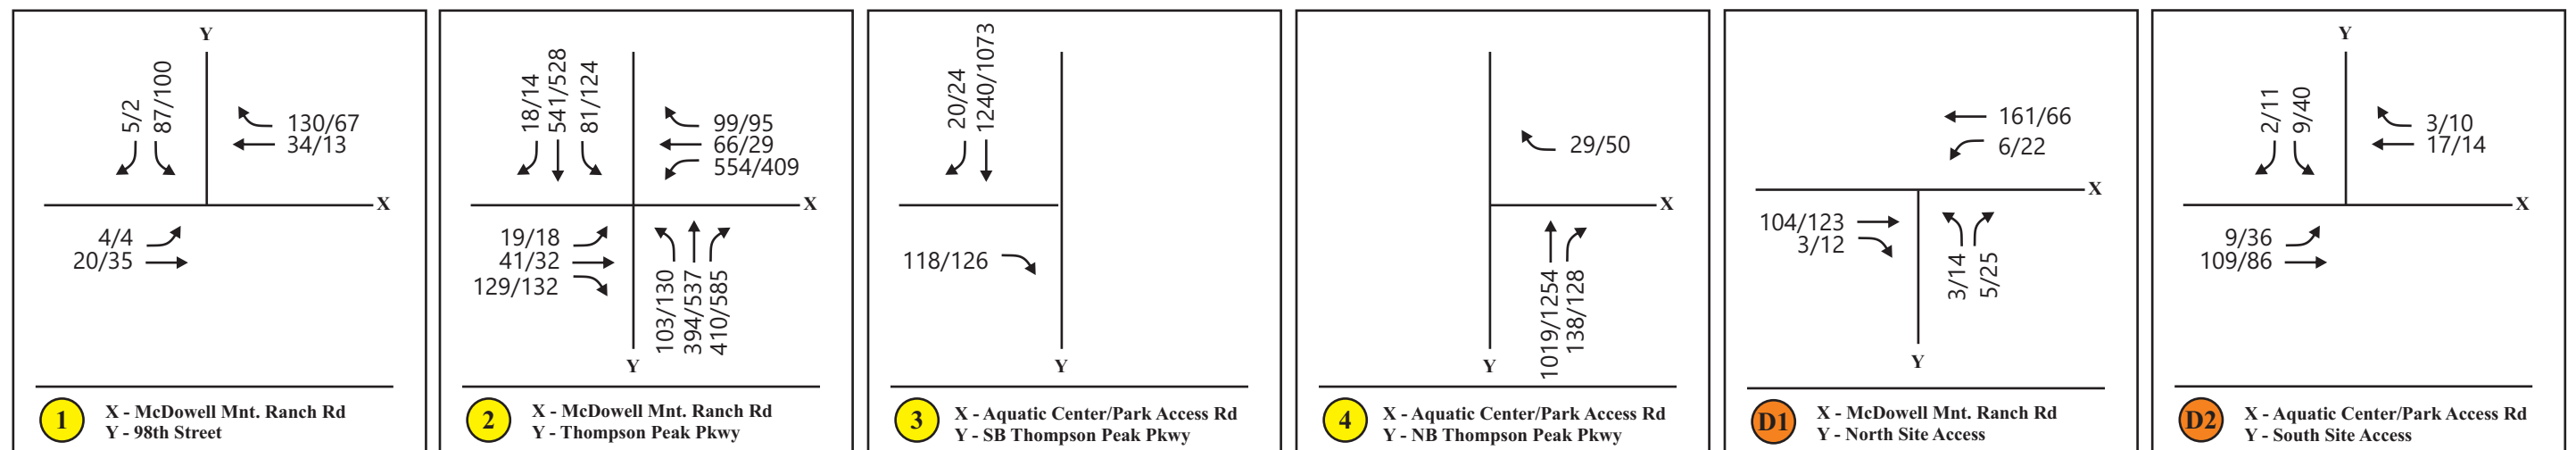 Y
5/2
87/100
130/67
34/13
X
4/4
20/35
1
X - McDowell Mnt. Ranch Rd
Y - 98th Street
18/14
541/528
81/124
99/95
66/29
554/409
X
19/18
41/32
129/132
103/130
394/537
410/585
Y
2
X - McDowell Mnt. Ranch Rd
Y - Thompson Peak Pkwy
20/24
1240/1073
118/126
Y
3
X - Aquatic Center/Park Access Rd
Y - SB Thompson Peak Pkwy
29/50
X
1019/1254
138/128
Y
4
X - Aquatic Center/Park Access Rd
Y - NB Thompson Peak Pkwy
161/66
6/22
X
104/123
3/12
3/14
5/25
Y
D1
X - McDowell Mnt. Ranch Rd
Y - North Site Access
Y
2/11
9/40
3/10
17/14
X
9/36
109/86
D2
X - Aquatic Center/Park Access Rd
Y - South Site Access